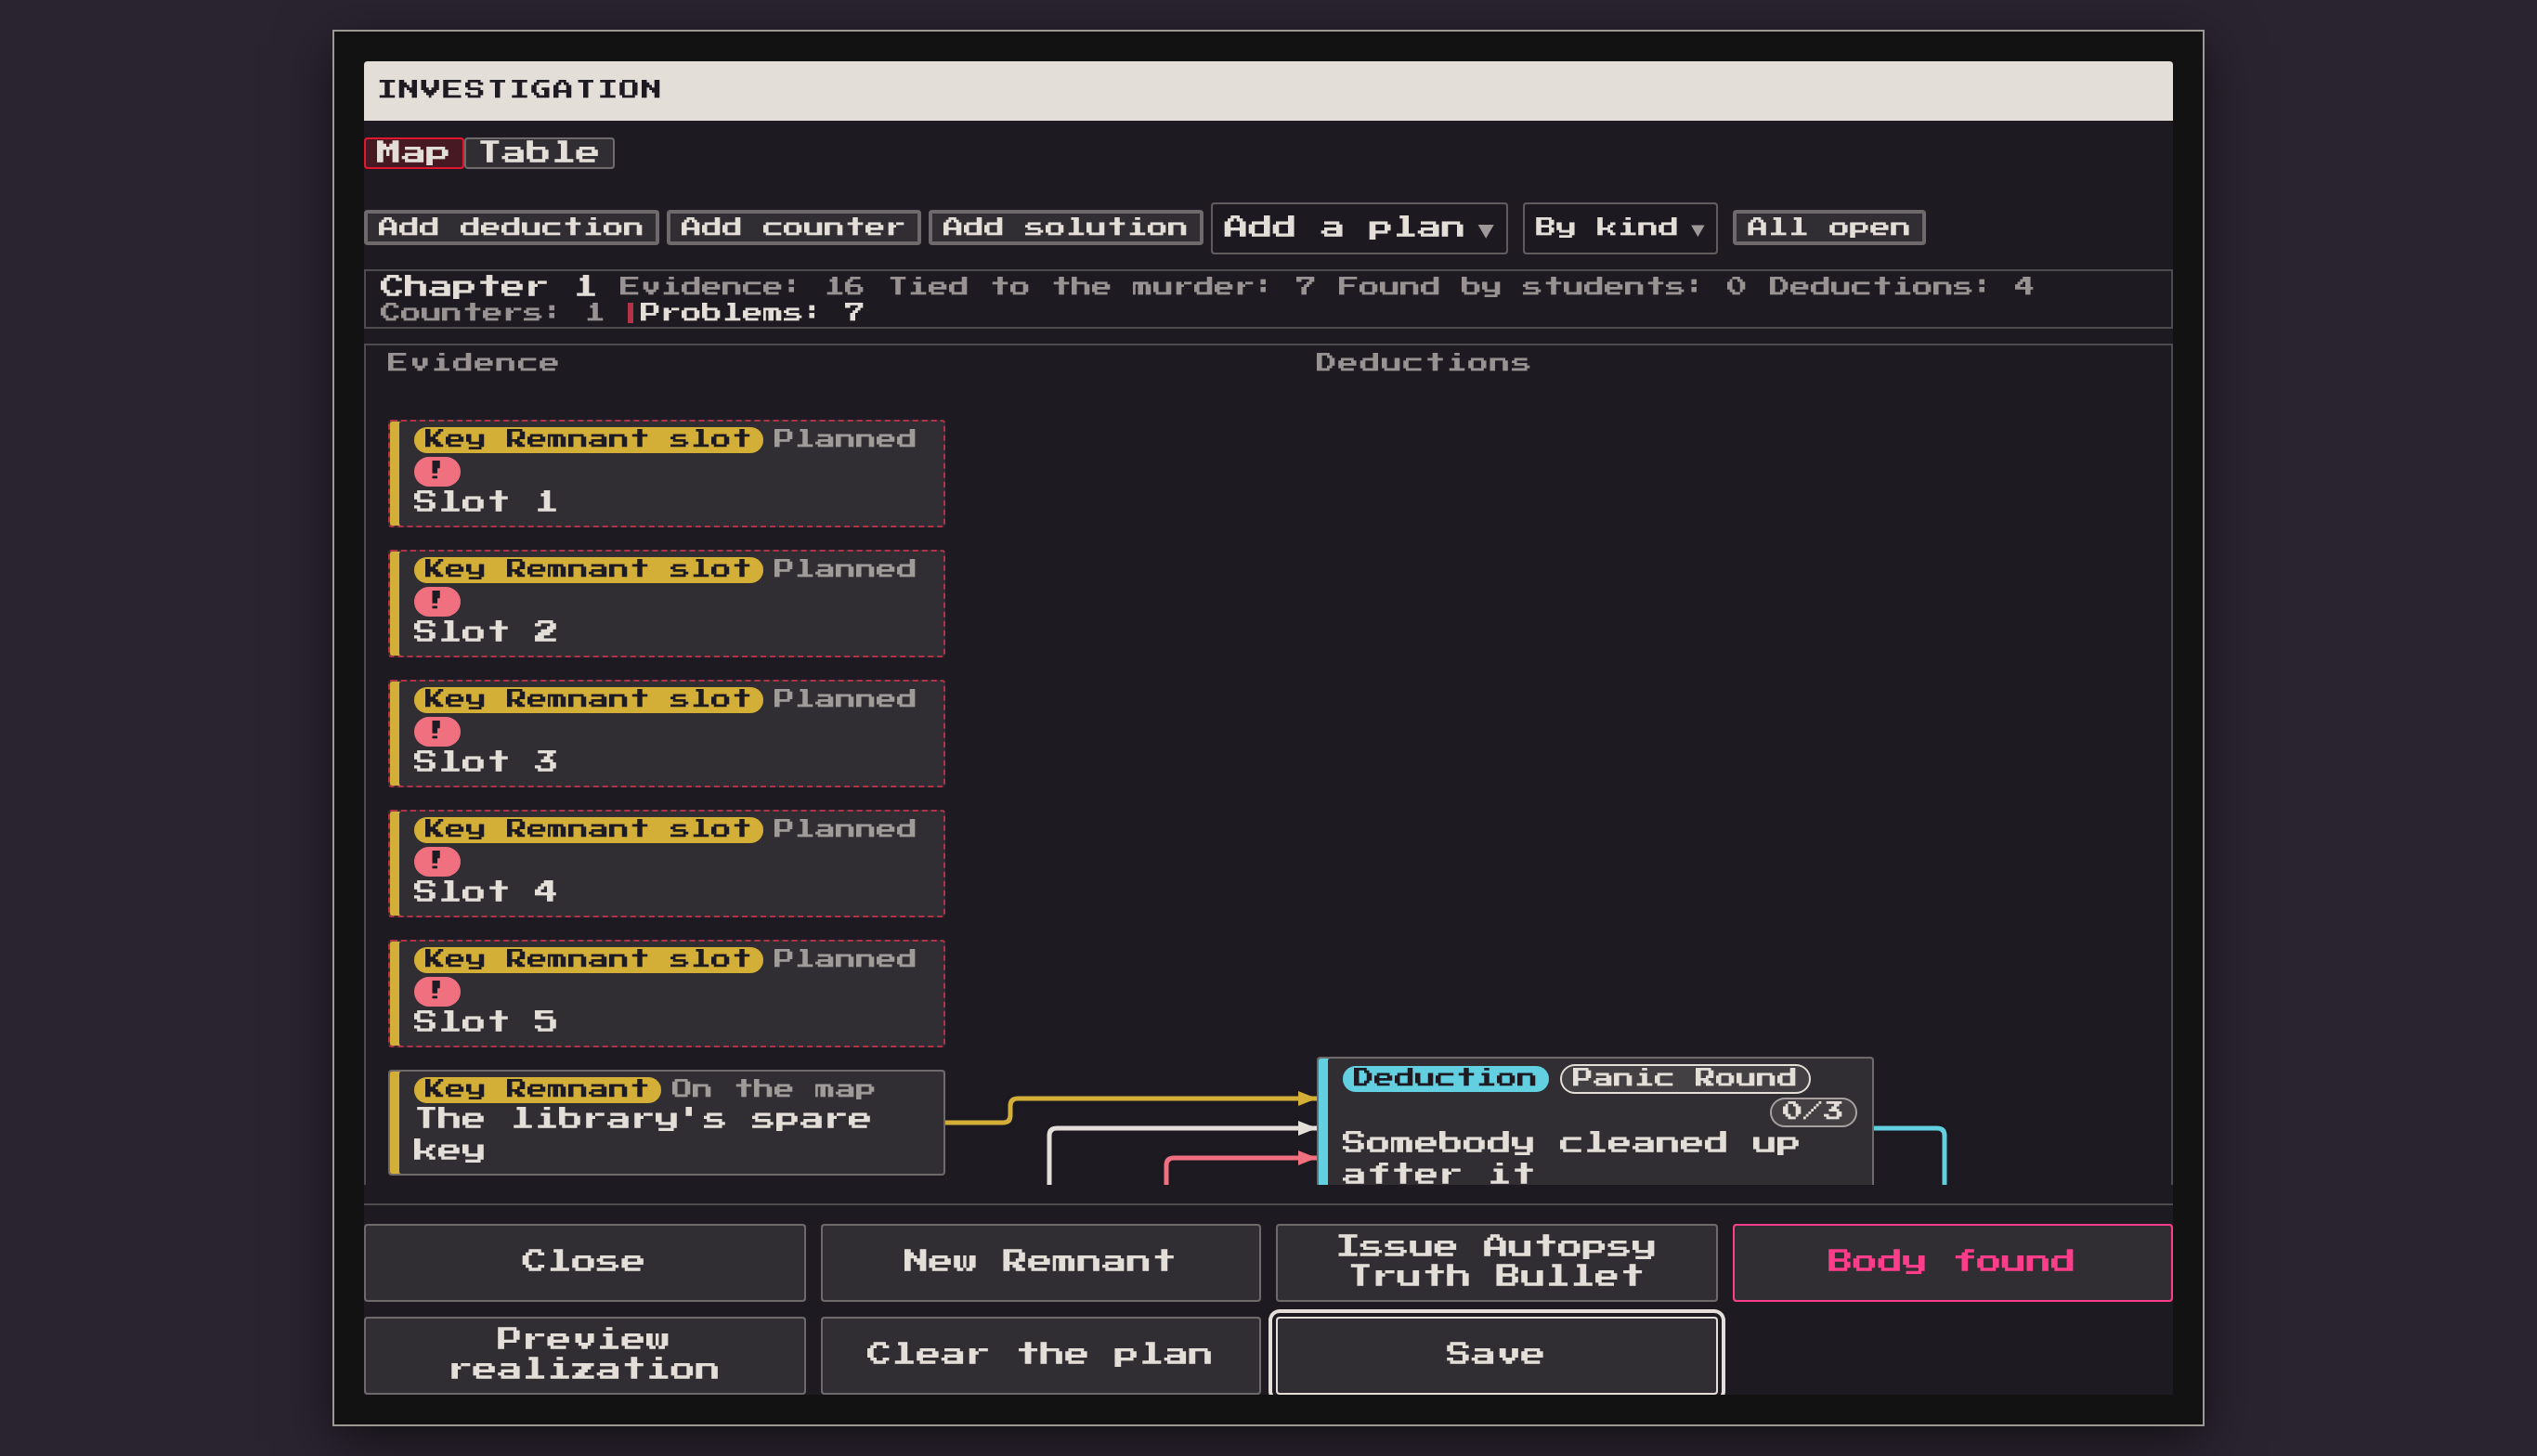 INVESTIGATION
Map Table
Add deduction Add counter Add solution Add a plan ▼ By kind ▼ All open
Chapter 1 Evidence: 16 Tied to the murder: 7 Found by students: 0 Deductions: 4
Counters: 1 Problems: 7
Evidence Deductions
Key Remnant slot Planned
!
Slot 1
Key Remnant slot Planned
!
Slot 2
Key Remnant slot Planned
!
Slot 3
Key Remnant slot Planned
!
Slot 4
Key Remnant slot Planned
!
Slot 5
Key Remnant On the map
The library's spare
key
Deduction Panic Round
0/3
Somebody cleaned up
after it
Close
New Remnant
Issue Autopsy
Truth Bullet
Body found
Preview
realization
Clear the plan
Save